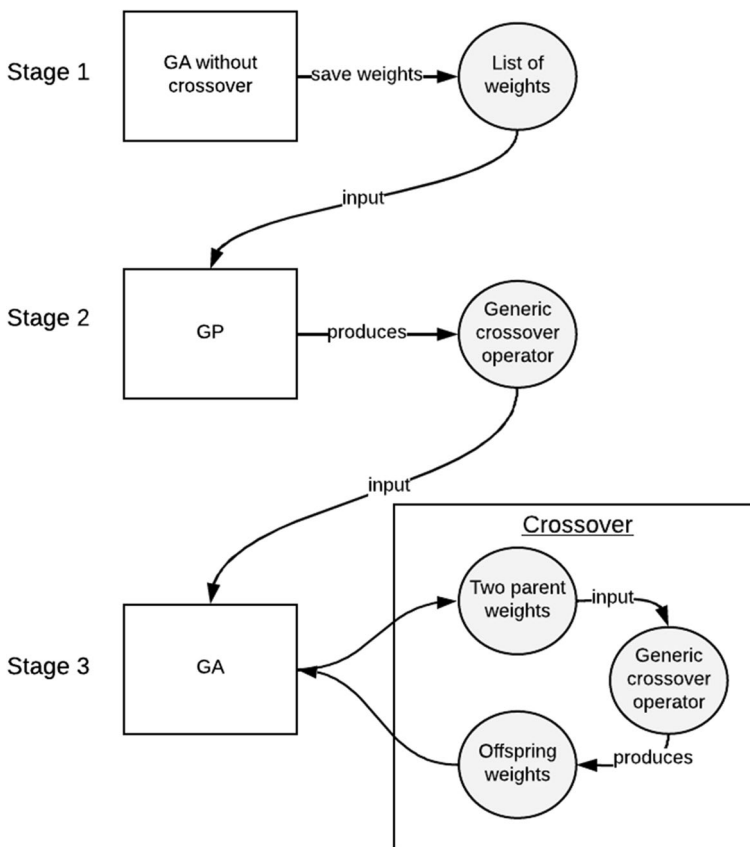 Stage 1
GA without
crossover
save weights
List of
weights
input
Stage 2
GP
produces
Generic
crossover
operator
input
Crossover
Stage 3
GA
Two parent
weights
input
Generic
crossover
operator
produces
Offspring
weights